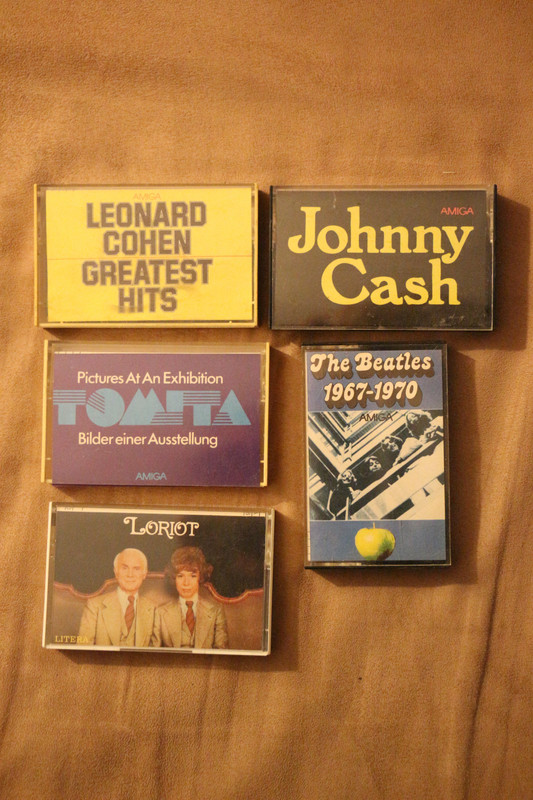 AMIGA
LEONARD
COHEN
GREATEST
HITS
AMIGA
Johnny
Cash
Pictures At An Exhibition
TOMITA
Bilder einer Ausstellung
AMIGA
The Beatles
1967-1970
AMIGA
LORIOT
LITERA